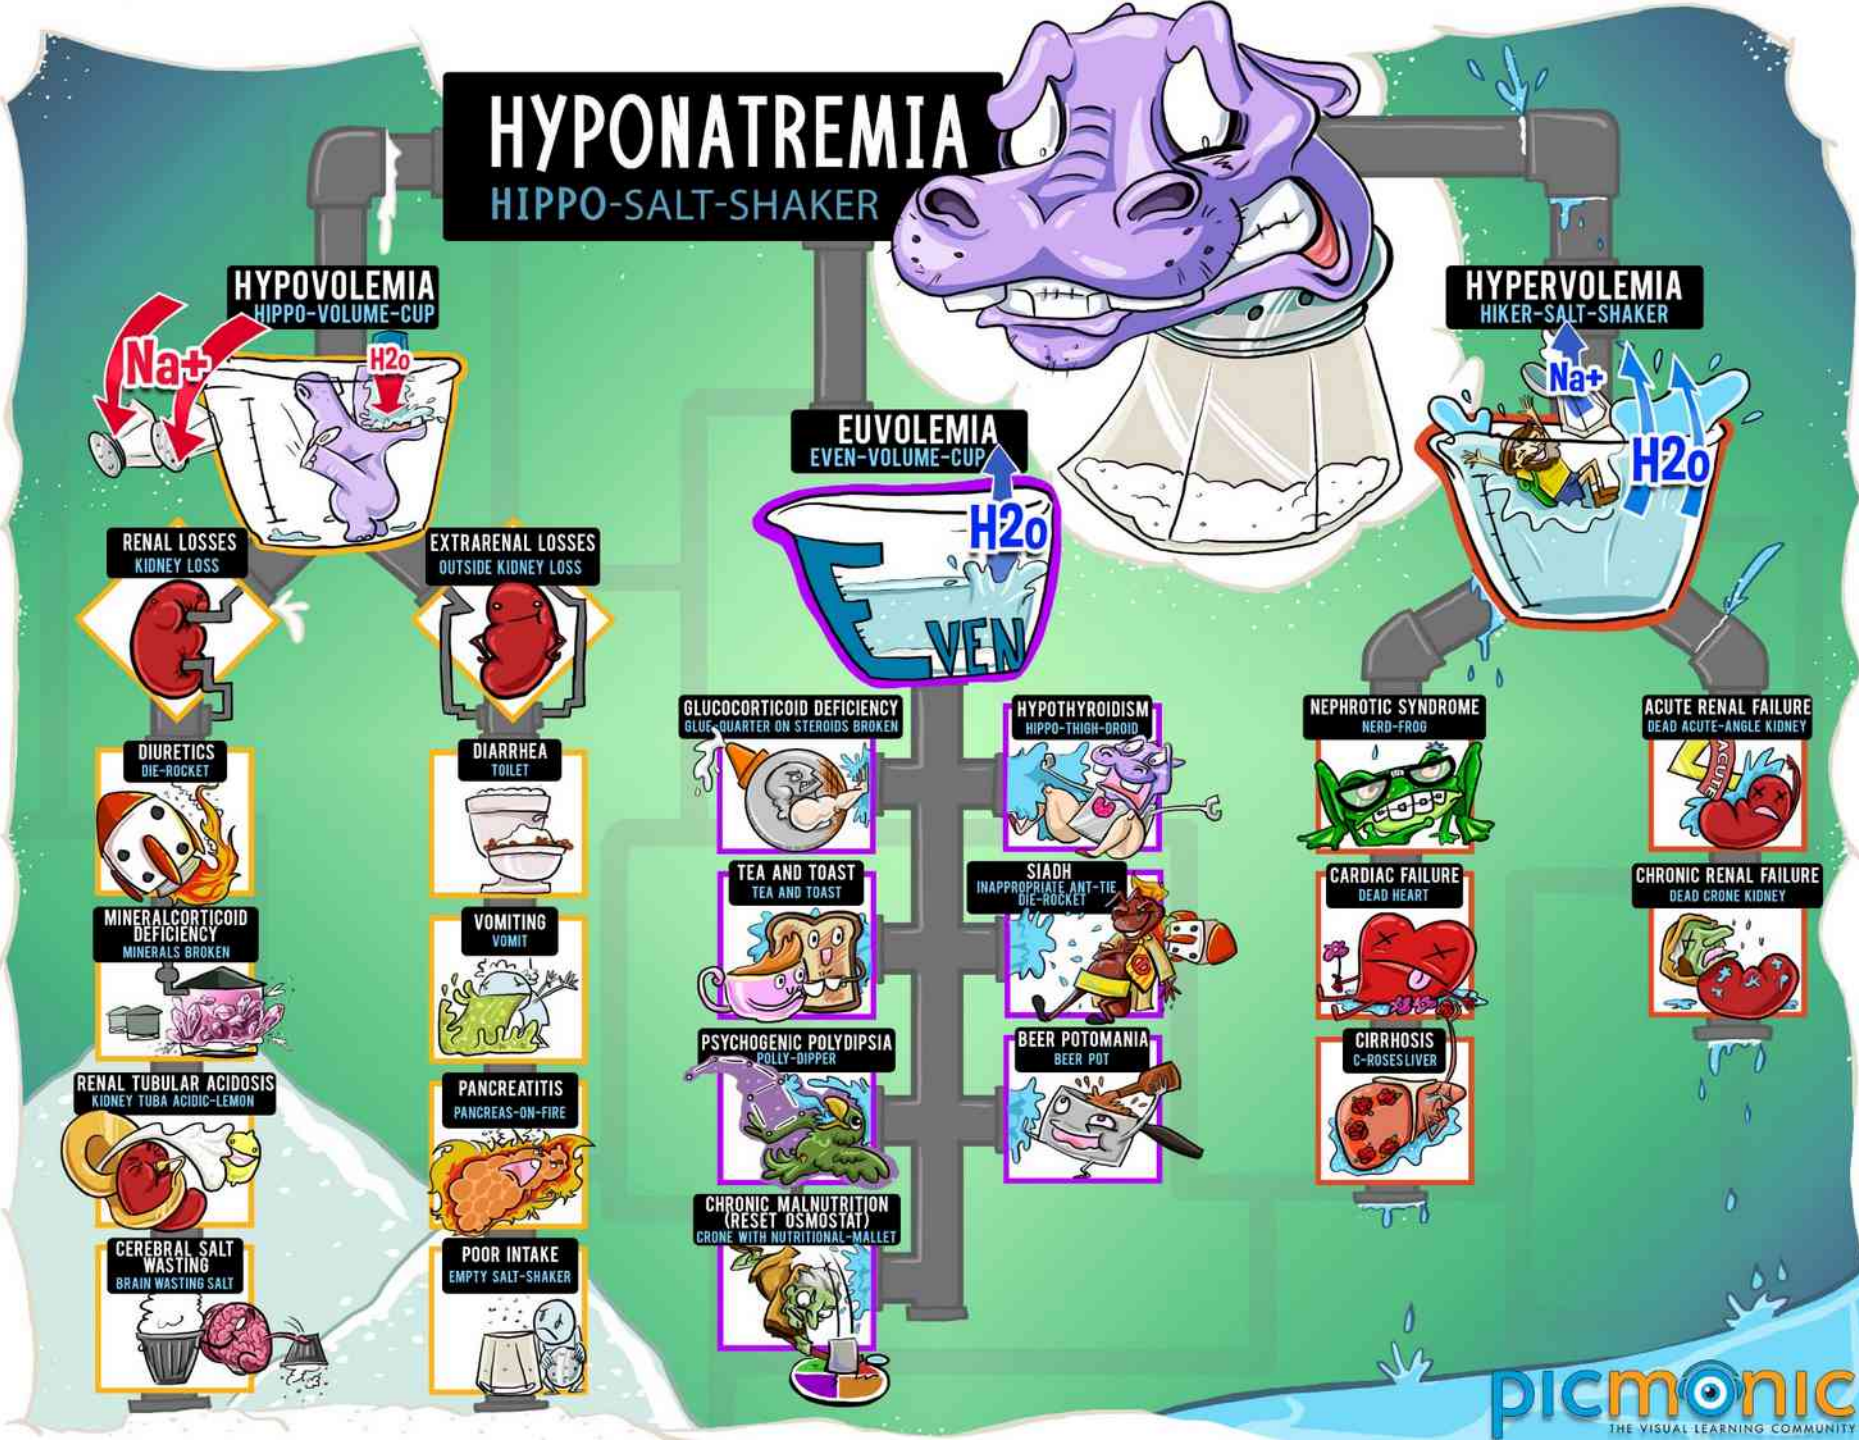 HYPONATREMIA
HIPPO-SALT-SHAKER
HYPOVOLEMIA
HIPPO-VOLUME-CUP
Na+
H2o
RENAL LOSSES
KIDNEY LOSS
EXTRARENAL LOSSES
OUTSIDE KIDNEY LOSS
DIURETICS
DIE-ROCKET
DIARRHEA
TOILET
MINERALCORTICOID
DEFICIENCY
MINERALS BROKEN
VOMITING
VOMIT
RENAL TUBULAR ACIDOSIS
KIDNEY TUBA ACIDIC-LEMON
PANCREATITIS
PANCREAS-ON-FIRE
CEREBRAL SALT
WASTING
BRAIN WASTING SALT
POOR INTAKE
EMPTY SALT-SHAKER
EUVOLEMIA
EVEN-VOLUME-CUP
H2o
EVEN
GLUCOCORTICOID DEFICIENCY
GLUE-QUARTER ON STEROIDS BROKEN
HYPOTHYROIDISM
HIPPO-THIGH-DROID
TEA AND TOAST
TEA AND TOAST
SIADH
INAPPROPRIATE ANT-TIE
DIE-ROCKET
PSYCHOGENIC POLYDIPSIA
POLLY-DIPPER
BEER POTOMANIA
BEER POT
CHRONIC MALNUTRITION
(RESET OSMOSTAT)
CRONE WITH NUTRITIONAL-MALLET
HYPERVOLEMIA
HIKER-SALT-SHAKER
Na+
H2o
NEPHROTIC SYNDROME
NERD-FROG
ACUTE RENAL FAILURE
DEAD ACUTE-ANGLE KIDNEY
ACUTE
CARDIAC FAILURE
DEAD HEART
CHRONIC RENAL FAILURE
DEAD CRONE KIDNEY
CIRRHOSIS
C-ROSES LIVER
picmonic
THE VISUAL LEARNING COMMUNITY